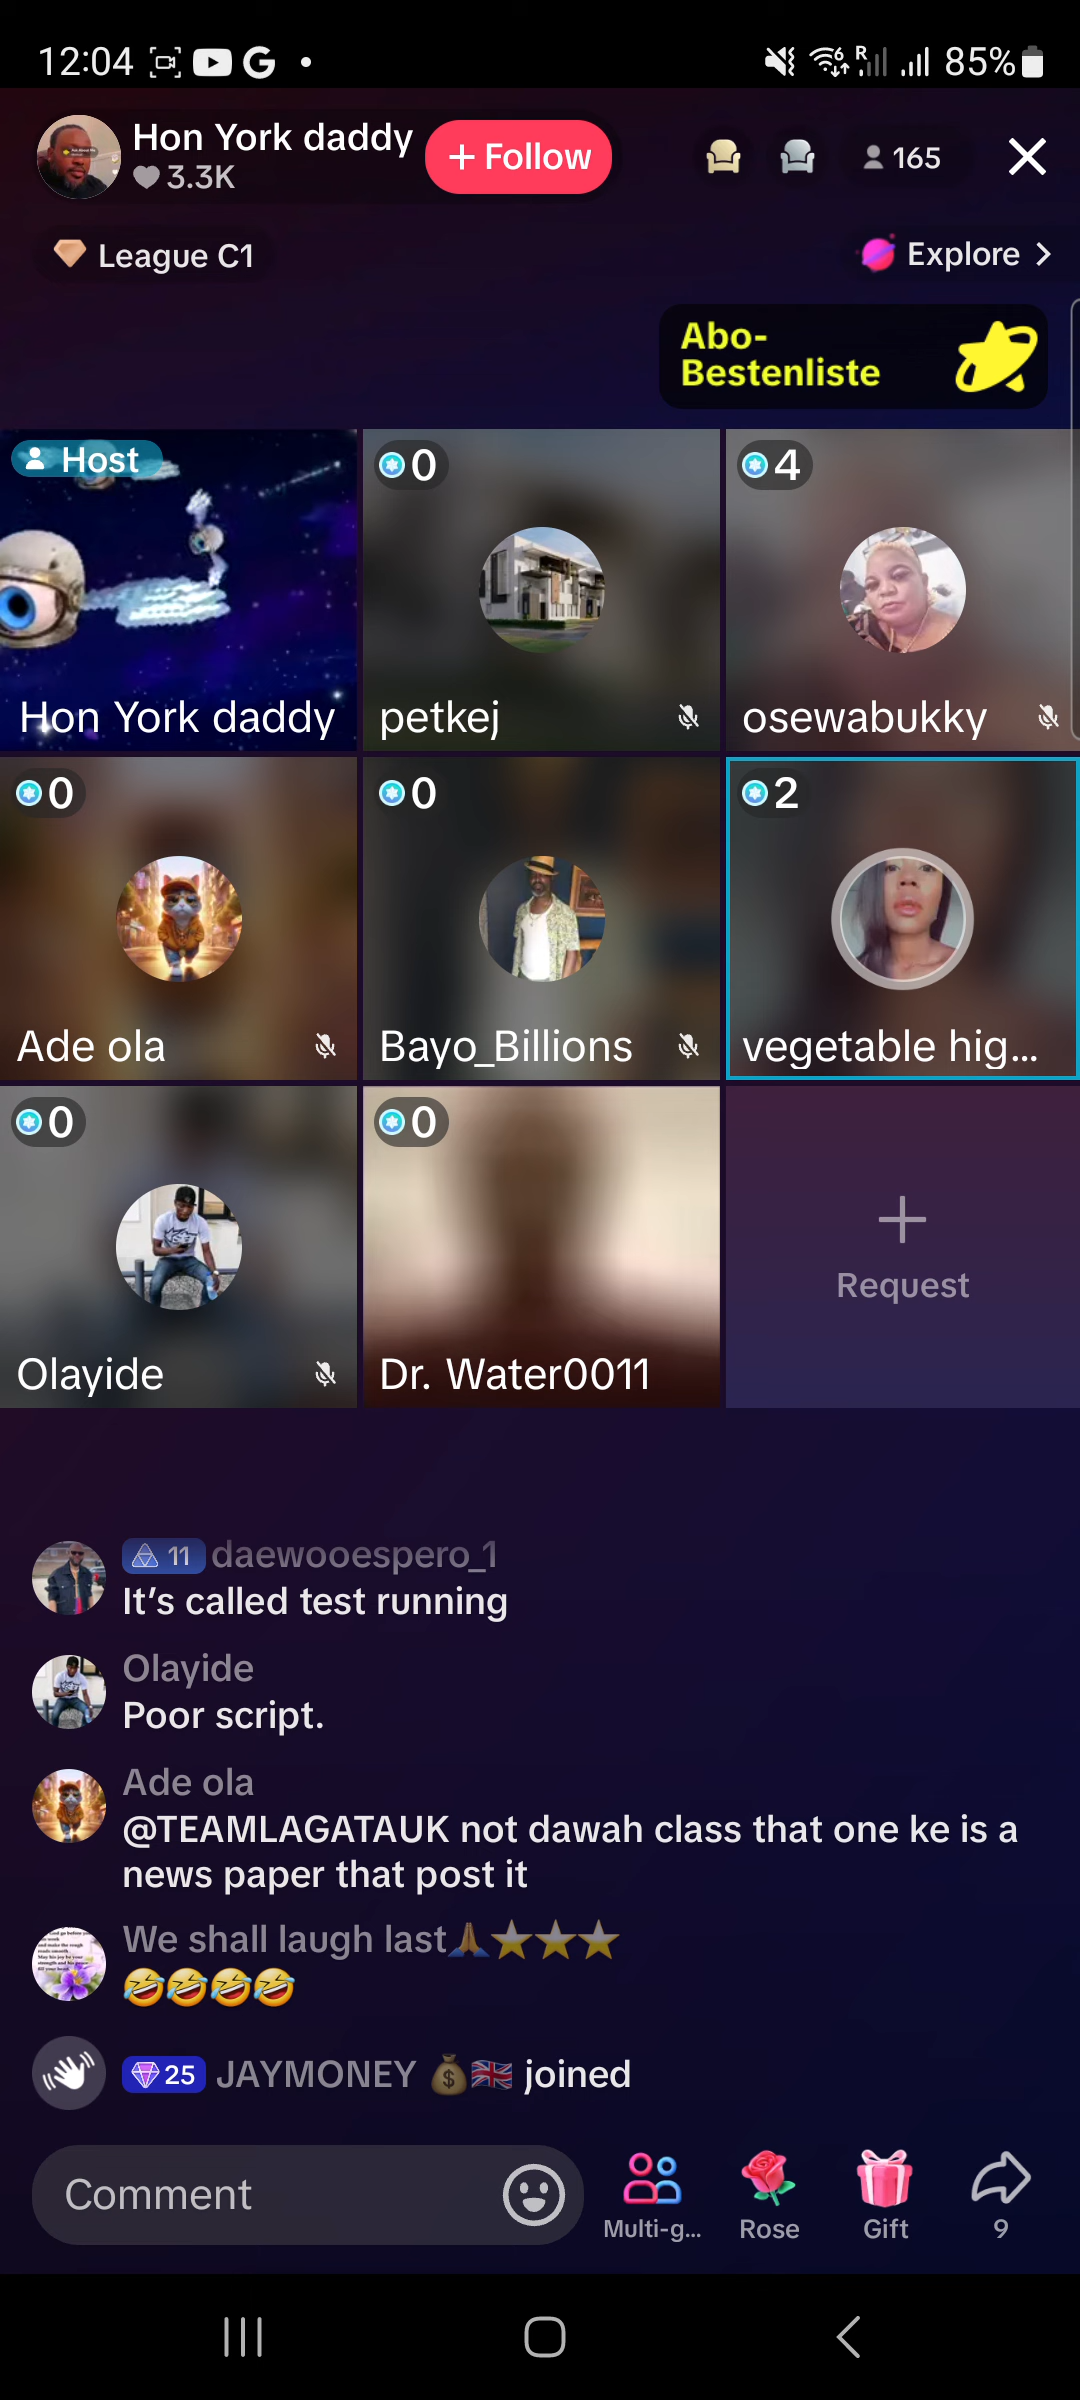 12:04
85%
Hon York daddy
3.3K
+ Follow
165
League C1
Explore
Abo-
Bestenliste
Host
0
4
Hon York daddy
petkej
osewabukky
0
0
2
Ade ola
Bayo_Billions
vegetable hig...
0
0
Request
Olayide
Dr. Water0011
11 daewooespero_1
It's called test running
Olayide
Poor script.
Ade ola
@TEAMLAGATAUK not dawah class that one ke is a
news paper that post it
We shall laugh last🙏⭐⭐⭐
🤣🤣🤣🤣
25 JAYMONEY 💰🇬🇧 joined
Comment
Multi-g...
Rose
Gift
9